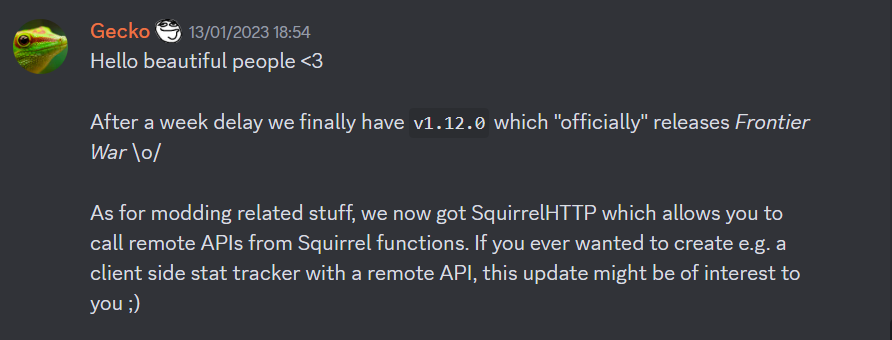 Gecko 13/01/2023 18:54
Hello beautiful people <3
After a week delay we finally have v1.12.0 which "officially" releases Frontier
War \o/
As for modding related stuff, we now got SquirrelHTTP which allows you to
call remote APIs from Squirrel functions. If you ever wanted to create e.g. a
client side stat tracker with a remote API, this update might be of interest to
you ;)